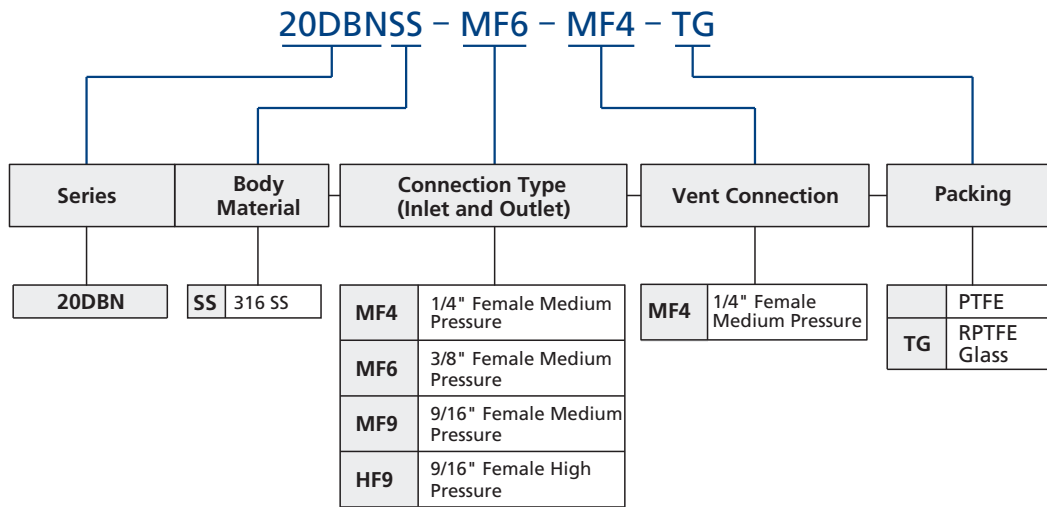 20DBNSS – MF6 – MF4 – TG
Series
Body
Material
Connection Type
(Inlet and Outlet)
Vent Connection
Packing
20DBN
SS 316 SS
MF4 1/4" Female Medium
Pressure
MF6 3/8" Female Medium
Pressure
MF9 9/16" Female Medium
Pressure
HF9 9/16" Female High
Pressure
MF4 1/4" Female
Medium Pressure
PTFE
TG RPTFE
Glass